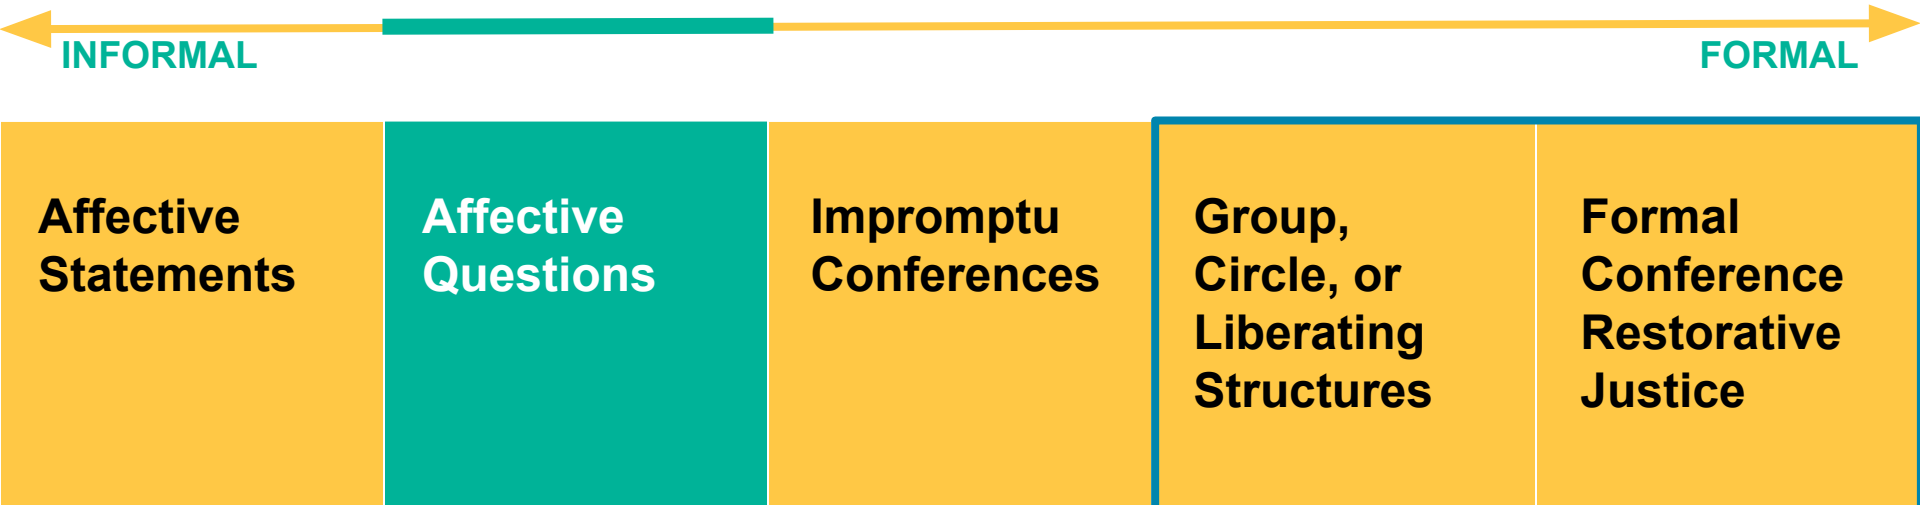 INFORMAL
FORMAL
Affective
Statements
Affective
Questions
Impromptu
Conferences
Group,
Circle, or
Liberating
Structures
Formal
Conference
Restorative
Justice